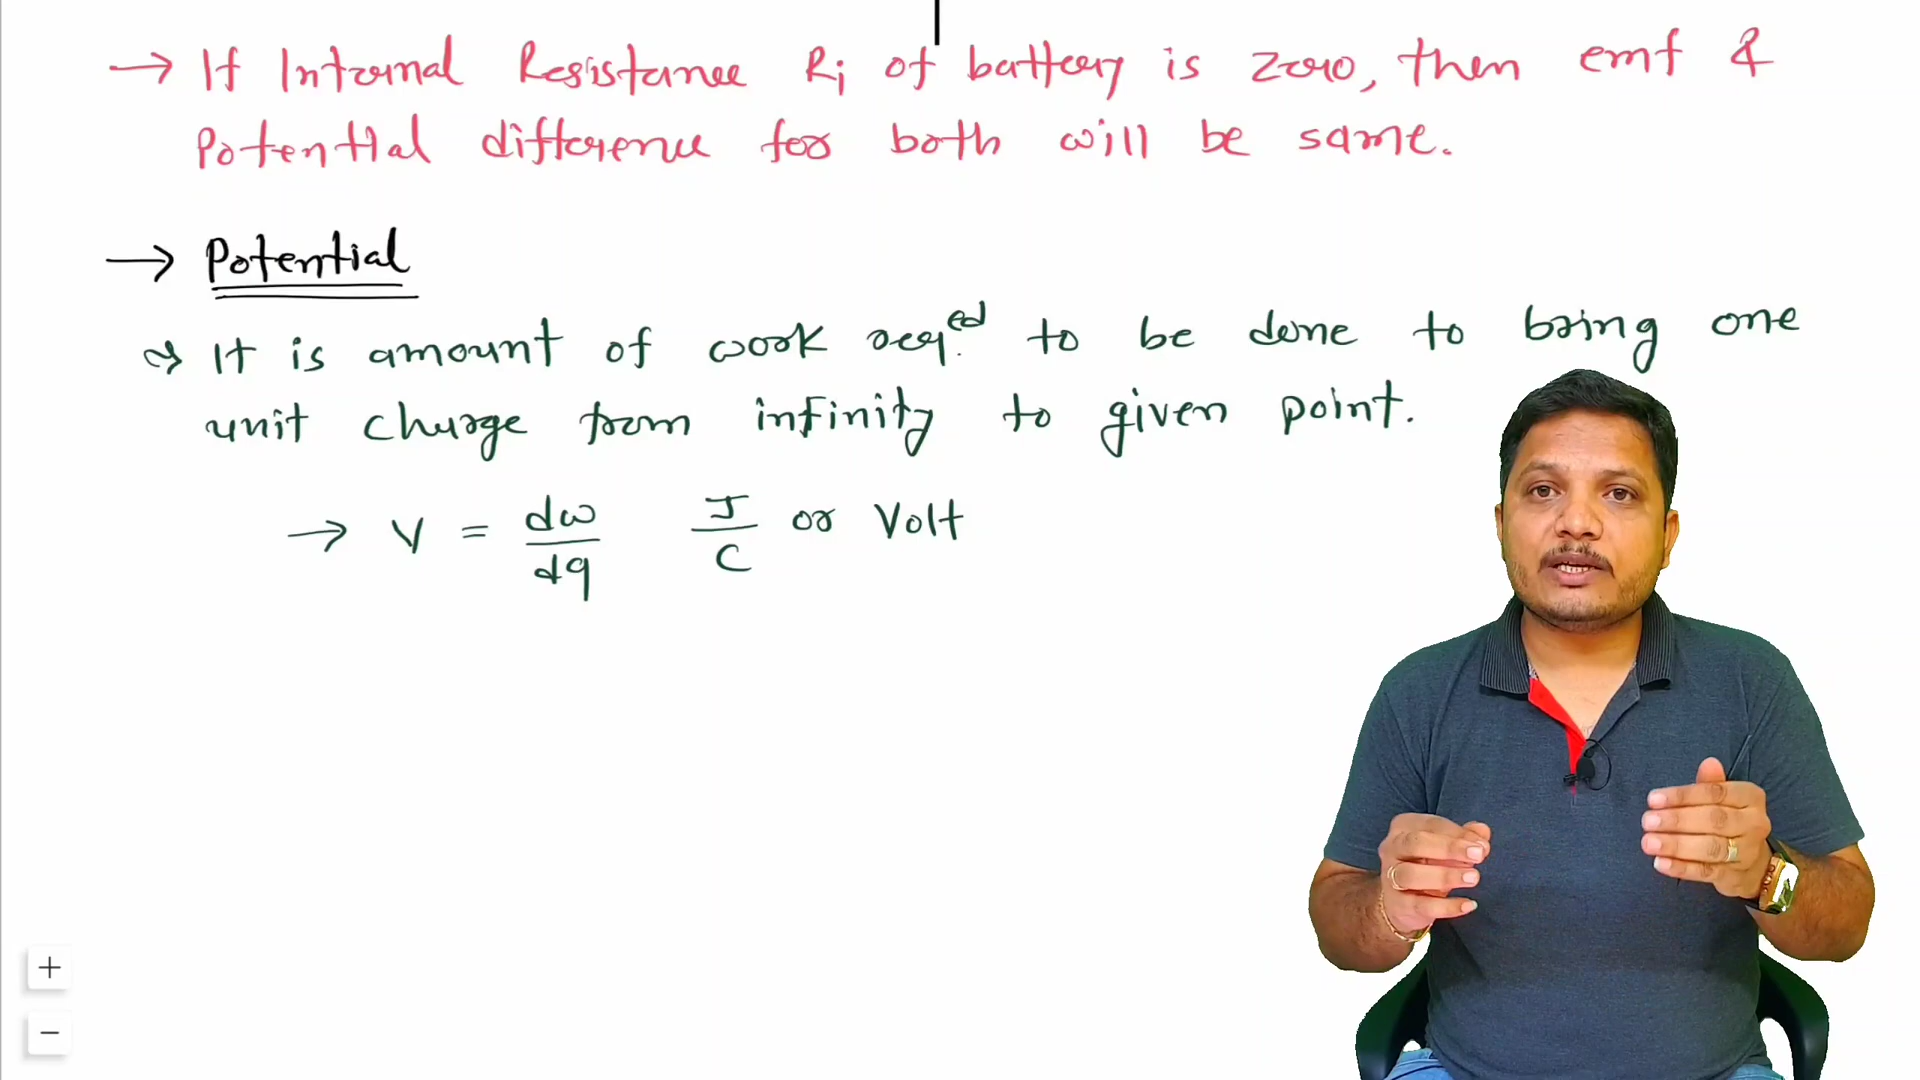 → If Internal Resistance Ri of battery is zero, then emf &
Potential difference for both will be same.
→ Potential
→ It is amount of work req.ed to be done to bring one
unit charge from infinity to given point.
→ V = dw/dq J/C or Volt
+
−